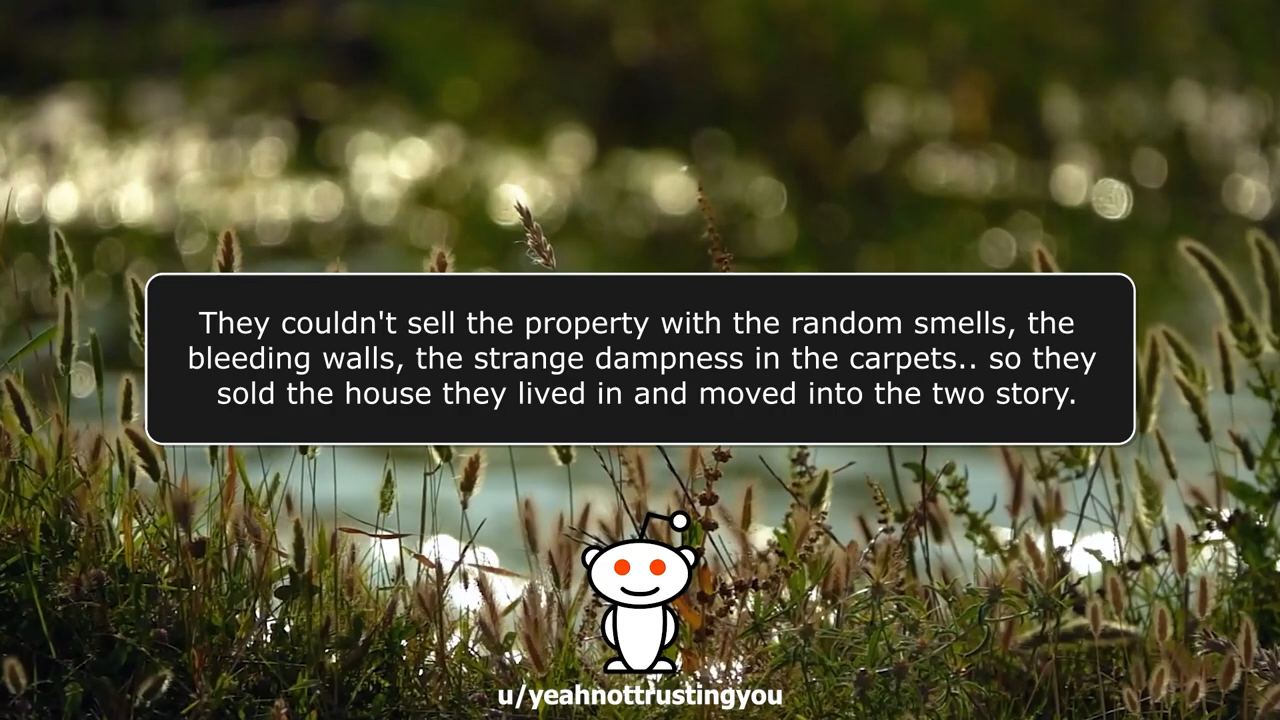 They couldn't sell the property with the random smells, the
bleeding walls, the strange dampness in the carpets.. so they
sold the house they lived in and moved into the two story.
u/yeahnottrustingyou